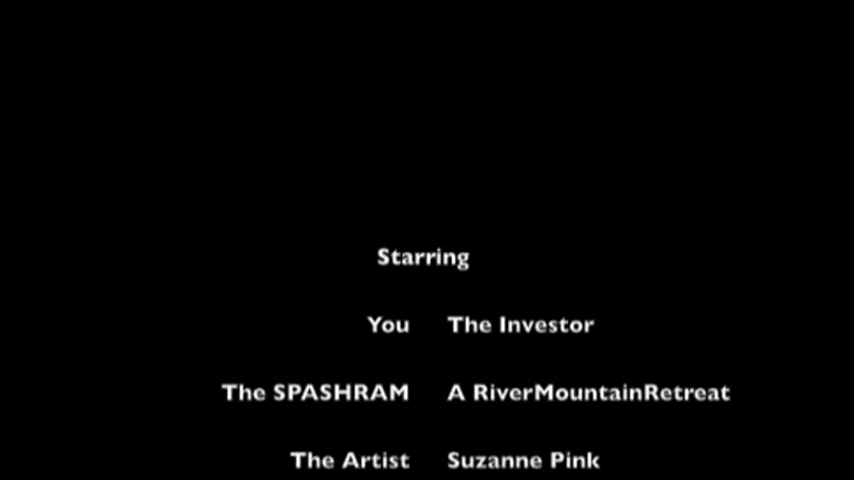 Starring
You The Investor
The SPASHRAM A RiverMountainRetreat
The Artist Suzanne Pink